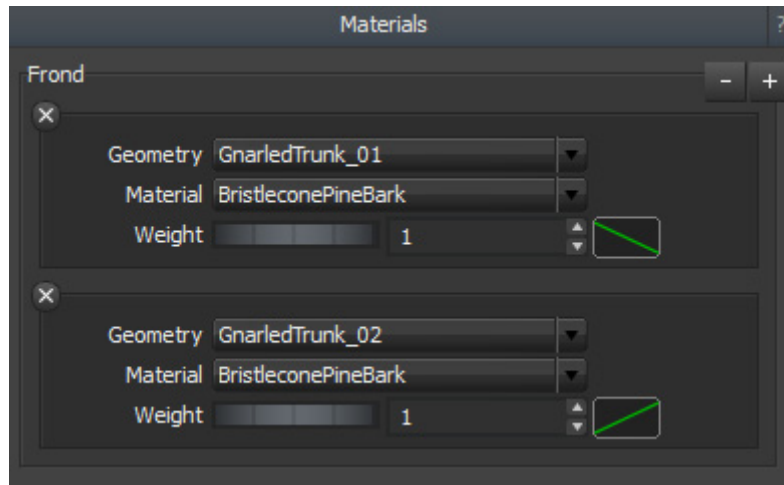 Materials ?
Frond - +
Geometry GnarledTrunk_01
Material BristleconePineBark
Weight 1
Geometry GnarledTrunk_02
Material BristleconePineBark
Weight 1